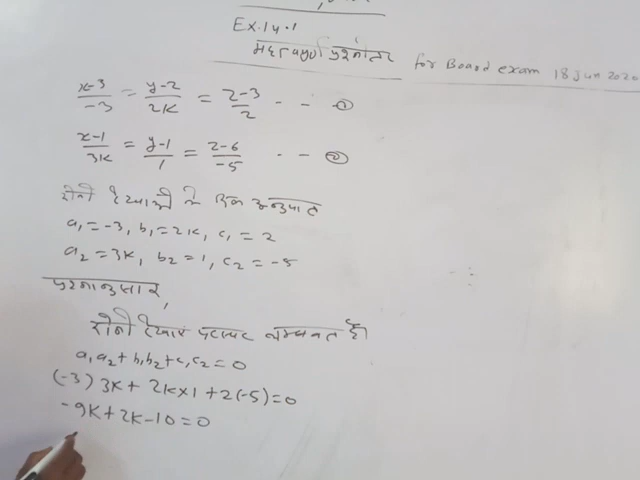 Ex.14.1
महत्वपूर्ण प्रश्नोत्तर for Board exam 18 Jun 2020
x-3/-3 = y-2/2K = z-3/2 - - ①
x-1/3K = y-1/1 = z-6/-5 - - ②
दोनों रेखाओं के दिक् अनुपात
a₁=-3, b₁=2K, c₁=2
a₂=3K, b₂=1, c₂=-5
प्रश्नानुसार,
दोनों रेखाएं परस्पर लम्बवत है।
a₁a₂+b₁b₂+c₁c₂=0
(-3)3K+2K×1+2(-5)=0
-9K+2K-10=0